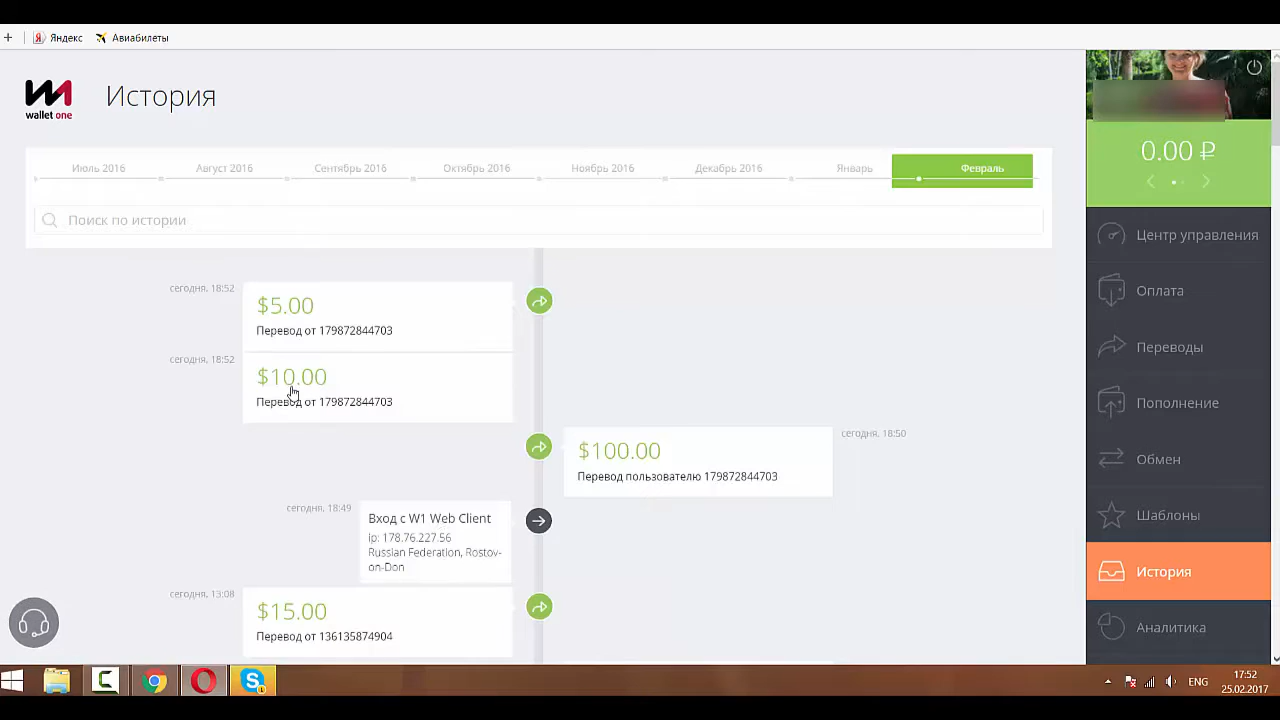 Яндекс
Авиабилеты
wallet one
История
Июль 2016
Август 2016
Сентябрь 2016
Октябрь 2016
Ноябрь 2016
Декабрь 2016
Январь
Февраль
Поиск по истории
сегодня, 18:52
$5.00
Перевод от 179872844703
сегодня, 18:52
$10.00
Перевод от 179872844703
$100.00
Перевод пользователю 179872844703
сегодня, 18:50
сегодня, 18:49
Вход с W1 Web Client
ip: 178.76.227.56
Russian Federation, Rostov-
on-Don
сегодня, 13:08
$15.00
Перевод от 136135874904
0.00 ₽
Центр управления
Оплата
Переводы
Пополнение
Обмен
Шаблоны
История
Аналитика
ENG
17:52
25.02.2017